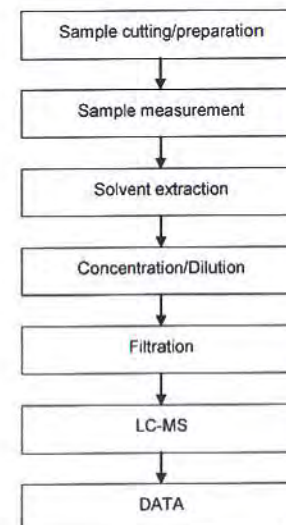 Sample cutting/preparation
Sample measurement
Solvent extraction
Concentration/Dilution
Filtration
LC-MS
DATA